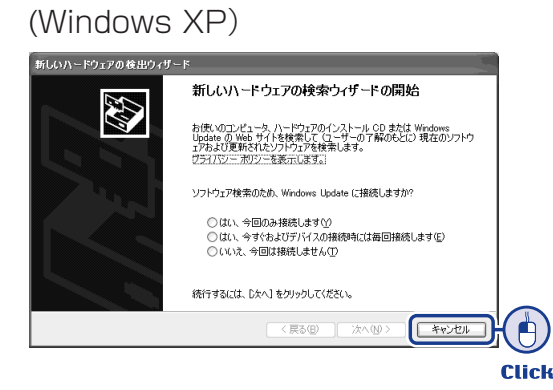 (Windows XP)
新しいハードウェアの検出ウィザード
新しいハードウェアの検索ウィザードの開始
お使いのコンピュータ、ハードウェアのインストール CD または Windows
Update の Web サイトを検索して (ユーザーの了解のもとに) 現在のソフトウ
ェアおよび更新されたソフトウェアを検索します。
プライバシー ポリシーを表示します。
ソフトウェア検索のため、Windows Update に接続しますか?
はい、今回のみ接続します(Y)
はい、今すぐおよびデバイスの接続時には毎回接続します(E)
いいえ、今回は接続しません(T)
続行するには、[次へ] をクリックしてください。
< 戻る(B) 次へ(N) > キャンセル
Click